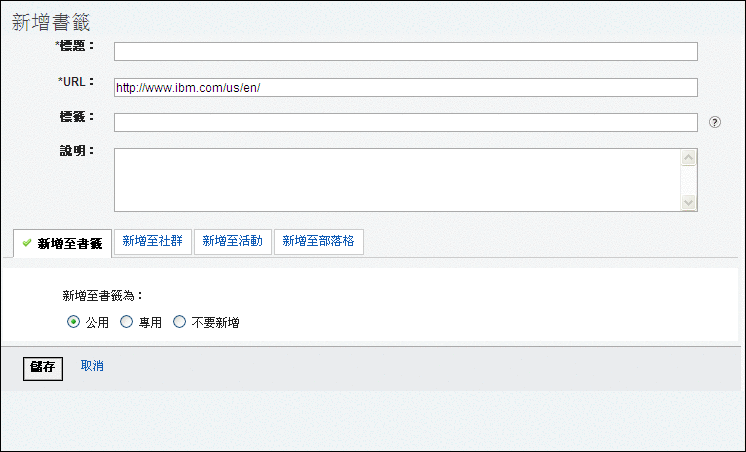 新增書籤
*標題：
*URL： http://www.ibm.com/us/en/
標籤： ?
說明：
新增至書籤 新增至社群 新增至活動 新增至部落格
新增至書籤為：
公用 專用 不要新增
儲存 取消